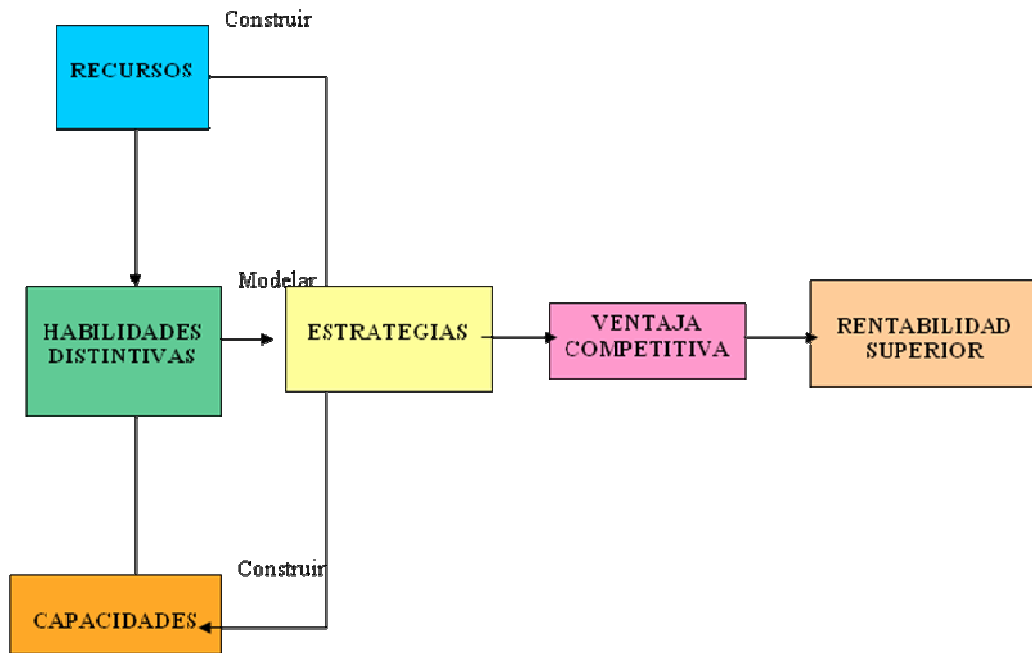 Construir
RECURSOS
Modelar
HABILIDADES
DISTINTIVAS
ESTRATEGIAS
VENTAJA
COMPETITIVA
RENTABILIDAD
SUPERIOR
Construir
CAPACIDADES